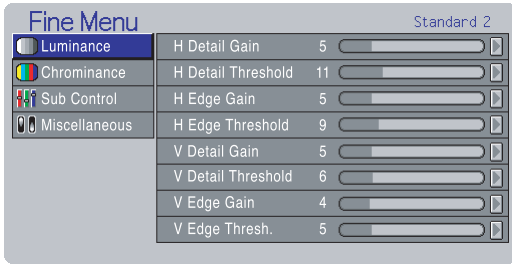 Fine Menu
Standard 2
Luminance
Chrominance
Sub Control
Miscellaneous
H Detail Gain 5
H Detail Threshold 11
H Edge Gain 5
H Edge Threshold 9
V Detail Gain 5
V Detail Threshold 6
V Edge Gain 4
V Edge Thresh. 5